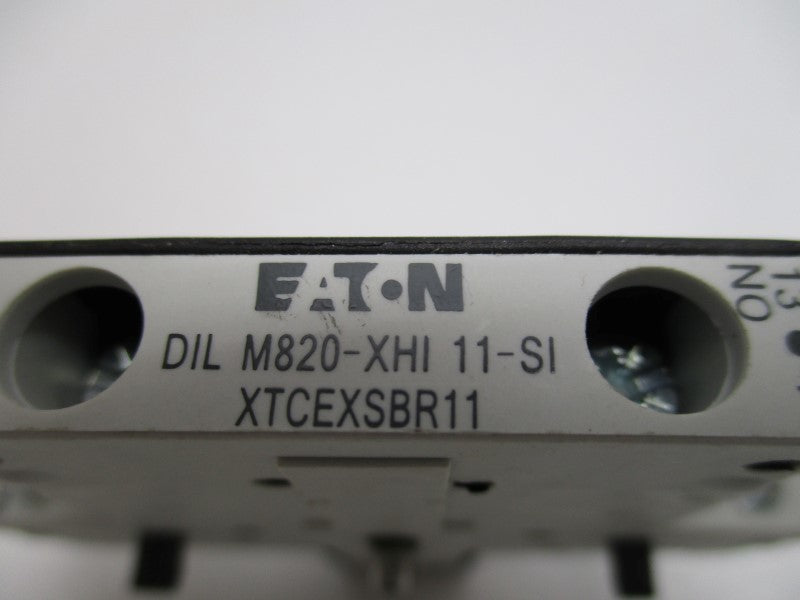 EATON
DIL M820-XHI 11-SI
XTCEXSBR11
13
NO